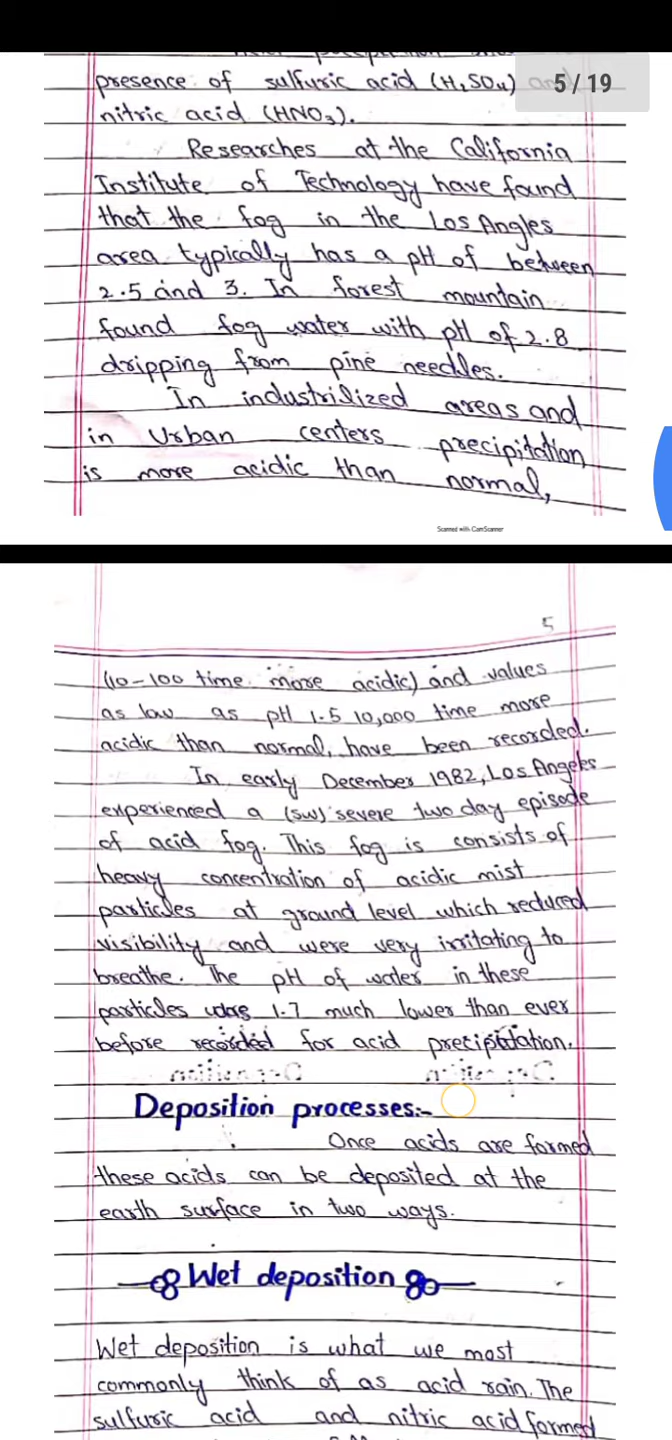 presence of sulfuric acid (H₂SO₄) and
5 / 19
nitric acid (HNO₃).
Researches at the California
Institute of Technology have found
that the fog in the Los Angles
area typically has a pH of between
2.5 and 3. In forest mountain
found fog water with pH of 2.8
dripping from pine needles.
In industrilized areas and
in Urban centers precipitation
is more acidic than normal,
Scanned with CamScanner
5
(10-100 time more acidic) and values
as low as pH 1.5 10,000 time more
acidic than normal, have been recorded.
In early December 1982, Los Angels
experienced a (sw) severe two day episode
of acid fog. This fog is consists of
heavy concentration of acidic mist
particles at ground level which reduced
visibility and were very irritating to
breathe. The pH of water in these
particles was 1.7 much lower than ever
before recorded for acid precipitation.
Deposition processes:-
Once acids are formed
these acids can be deposited at the
earth surface in two ways.
Wet deposition
Wet deposition is what we most
commonly think of as acid rain. The
sulfuric acid and nitric acid formed